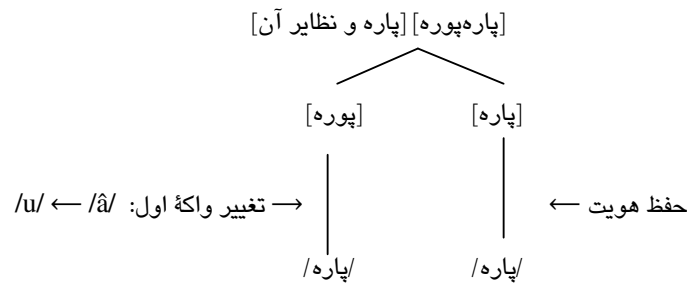 [پاره‌پوره] [پاره و نظایر آن]
[پاره] [پوره]
حفظ هویت ← → تغییر واکهٔ اول: /â/ ← /u/
/پاره/ /پاره/